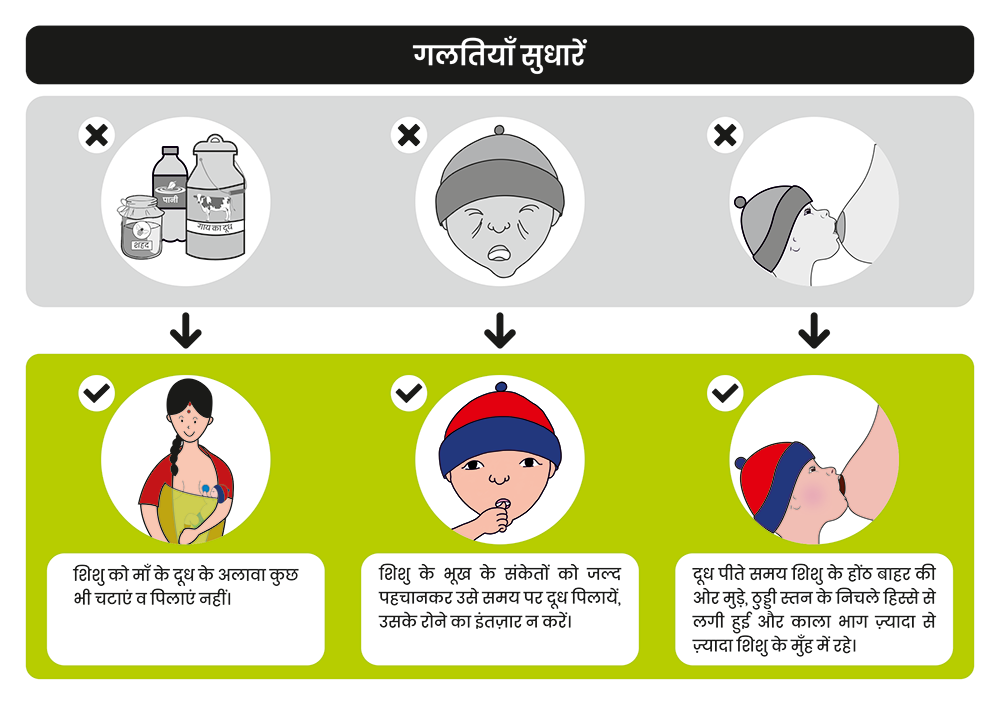 गलतियाँ सुधारें
पानी
गाय का दूध
शहद
शिशु को माँ के दूध के अलावा कुछ
भी चटाएं व पिलाएं नहीं।
शिशु के भूख के संकेतों को जल्द
पहचानकर उसे समय पर दूध पिलायें,
उसके रोने का इंतज़ार न करें।
दूध पीते समय शिशु के होंठ बाहर की
ओर मुड़े, ठुड्डी स्तन के निचले हिस्से से
लगी हुई और काला भाग ज़्यादा से
ज़्यादा शिशु के मुँह में रहे।